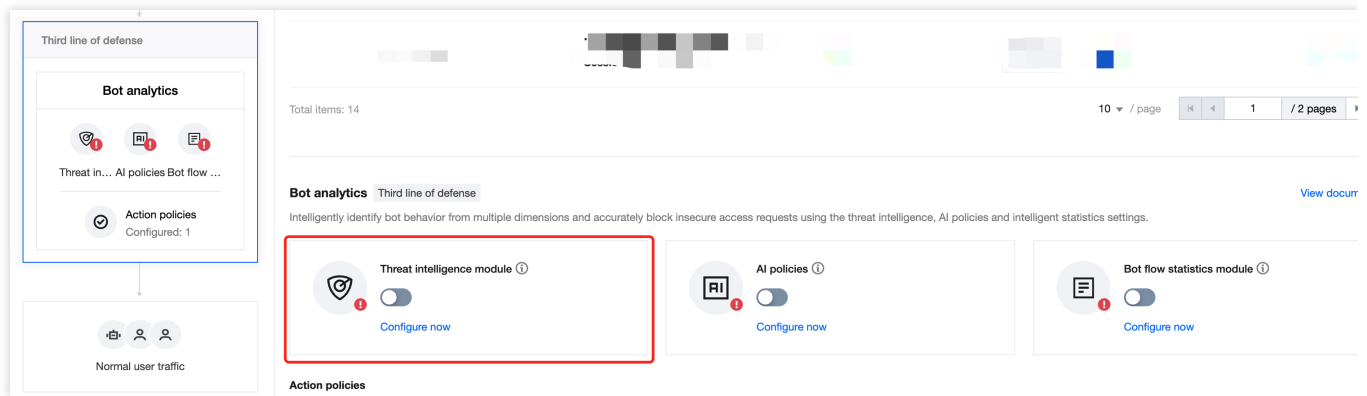 Third line of defense
Bot analytics
Threat in... AI policies Bot flow ...
Action policies
Configured: 1
Normal user traffic
Total items: 14
10 / page
1 / 2 pages
Bot analytics Third line of defense
View docum
Intelligently identify bot behavior from multiple dimensions and accurately block insecure access requests using the threat intelligence, AI policies and intelligent statistics settings.
Threat intelligence module
Configure now
AI policies
Configure now
Bot flow statistics module
Configure now
Action policies